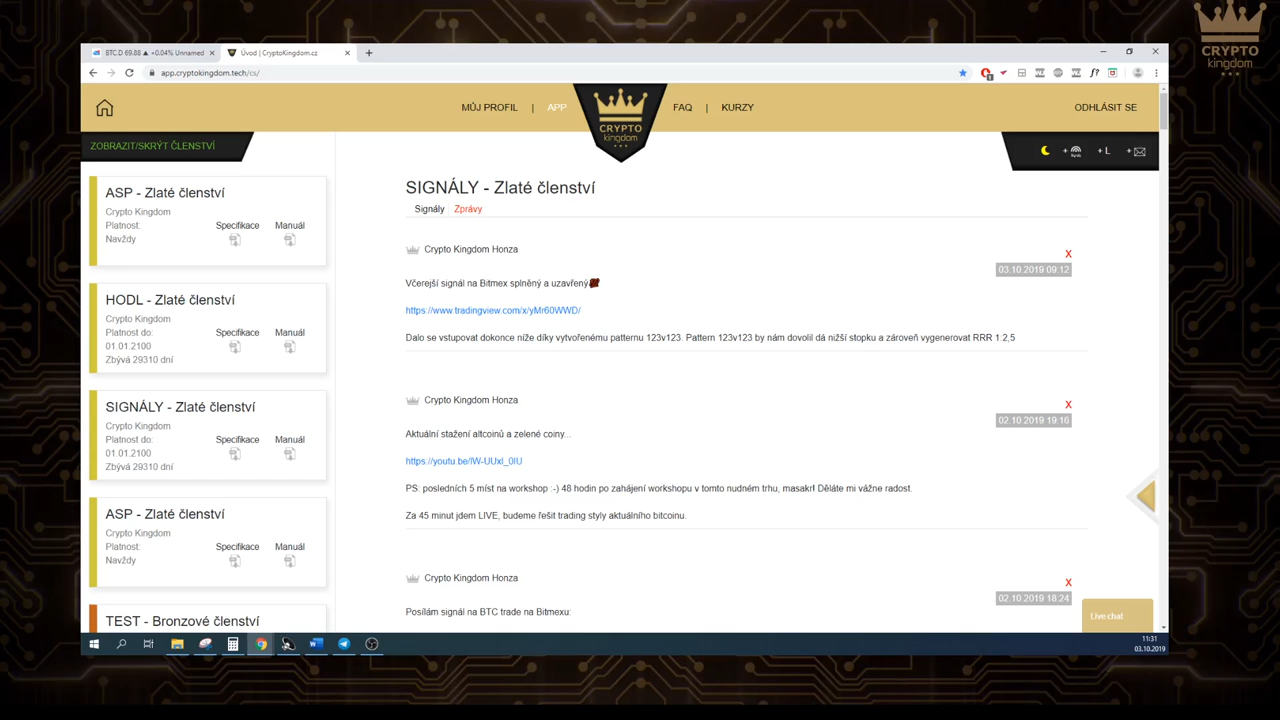 CRYPTO
kingdom
BTC.D 69.88 ▲ +0.04% Unnamed
Úvod | CryptoKingdom.cz
app.cryptokingdom.tech/cs/
MŮJ PROFIL | APP
CRYPTO
kingdom
FAQ | KURZY
ODHLÁSIT SE
ZOBRAZIT/SKRÝT ČLENSTVÍ
+ L
ASP - Zlaté členství
Crypto Kingdom
Platnost:
Navždy
Specifikace
Manuál
HODL - Zlaté členství
Crypto Kingdom
Platnost do:
01.01.2100
Zbývá 29310 dní
Specifikace
Manuál
SIGNÁLY - Zlaté členství
Crypto Kingdom
Platnost do:
01.01.2100
Zbývá 29310 dní
Specifikace
Manuál
ASP - Zlaté členství
Crypto Kingdom
Platnost:
Navždy
Specifikace
Manuál
TEST - Bronzové členství
SIGNÁLY - Zlaté členství
Signály
Zprávy
Crypto Kingdom Honza
X
03.10.2019 09:12
Včerejší signál na Bitmex splněný a uzavřený
https://www.tradingview.com/x/yMr60WWD/
Dalo se vstupovat dokonce níže díky vytvořenému patternu 123v123. Pattern 123v123 by nám dovolil dá nižší stopku a zároveň vygenerovat RRR 1:2,5
Crypto Kingdom Honza
X
02.10.2019 19:16
Aktuální stažení altcoinů a zelené coiny...
https://youtu.be/lW-UUxl_0lU
PS: posledních 5 míst na workshop :-) 48 hodin po zahájení workshopu v tomto nudném trhu, masakr! Děláte mi vážně radost.
Za 45 minut jdem LIVE, budeme řešit trading styly aktuálního bitcoinu.
Crypto Kingdom Honza
X
02.10.2019 18:24
Posílám signál na BTC trade na Bitmexu:
Live chat
11:31
03.10.2019